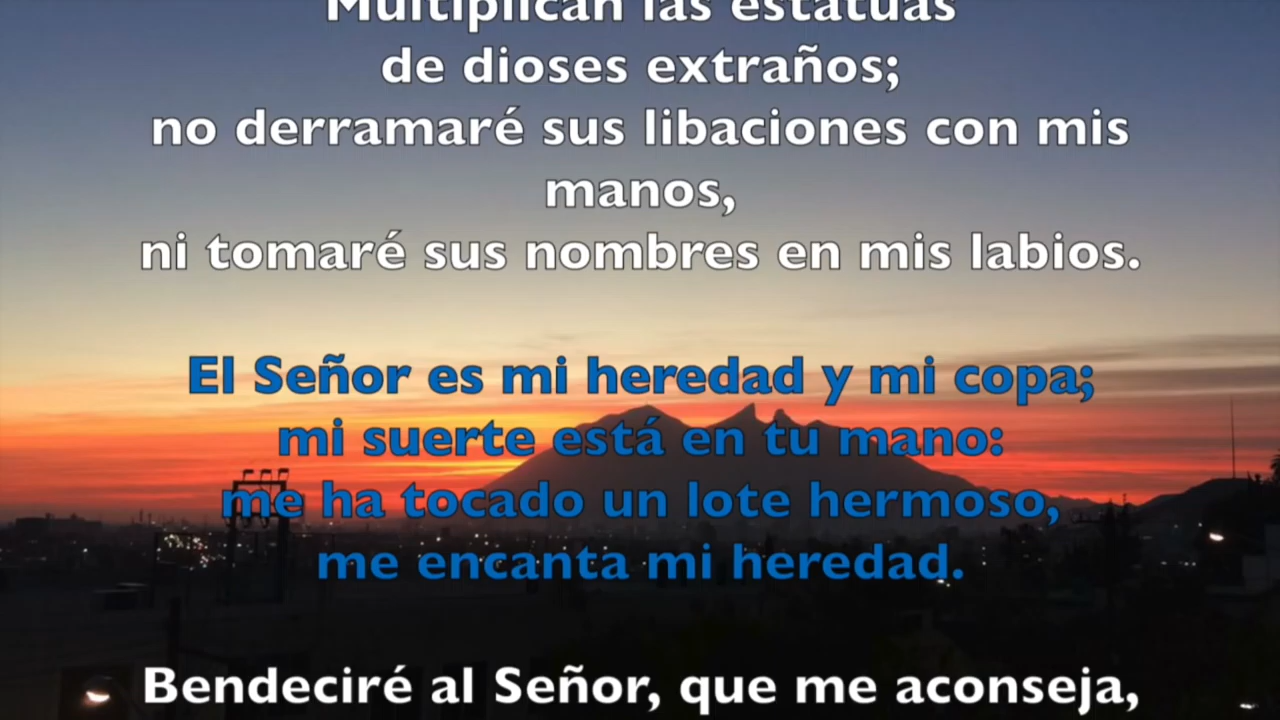 Multiplican las estatuas
de dioses extraños;
no derramaré sus libaciones con mis
manos,
ni tomaré sus nombres en mis labios.
El Señor es mi heredad y mi copa;
mi suerte está en tu mano:
me ha tocado un lote hermoso,
me encanta mi heredad.
Bendeciré al Señor, que me aconseja,